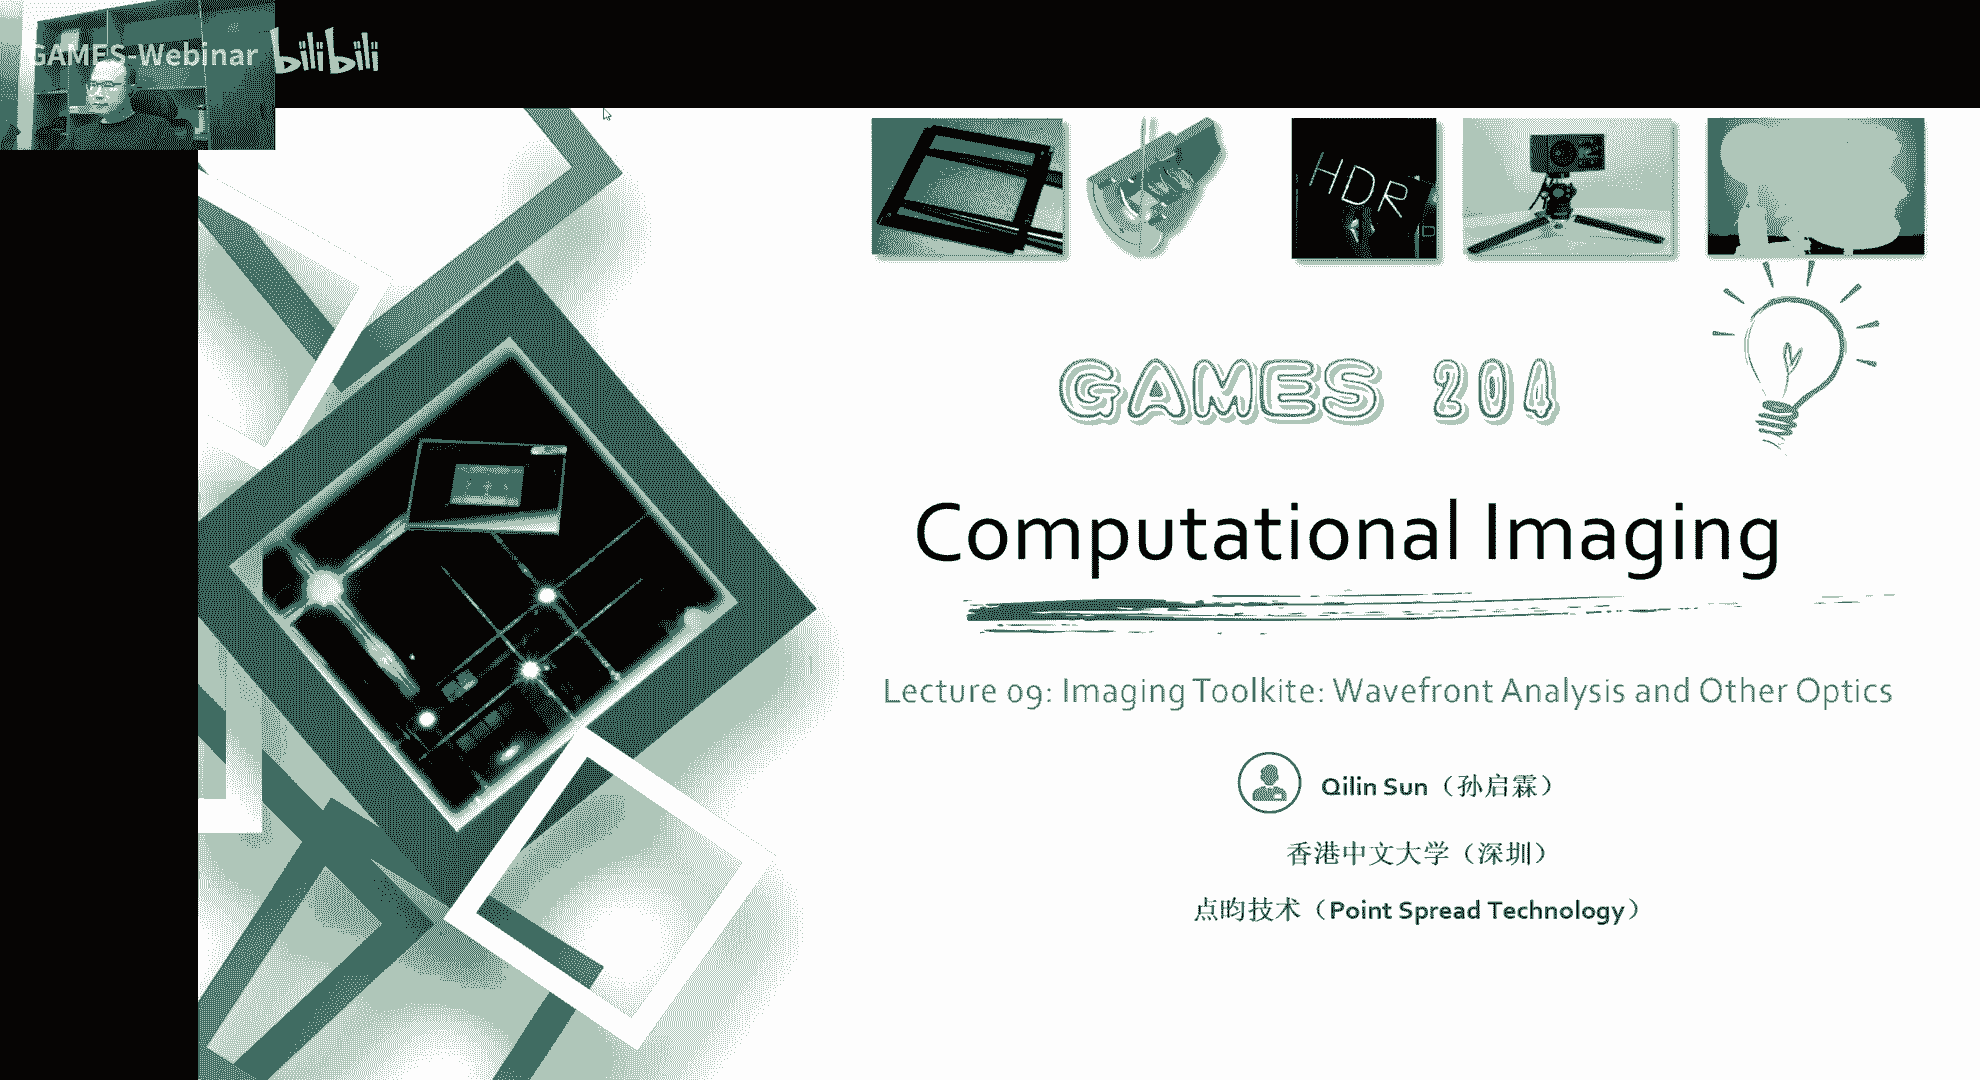 GAMES-Webinar
bilibili
HDR
GAMES 204
Computational Imaging
Lecture 09: Imaging Toolkite: Wavefront Analysis and Other Optics
Qilin Sun（孙启霖）
香港中文大学（深圳）
点昀技术（Point Spread Technology）